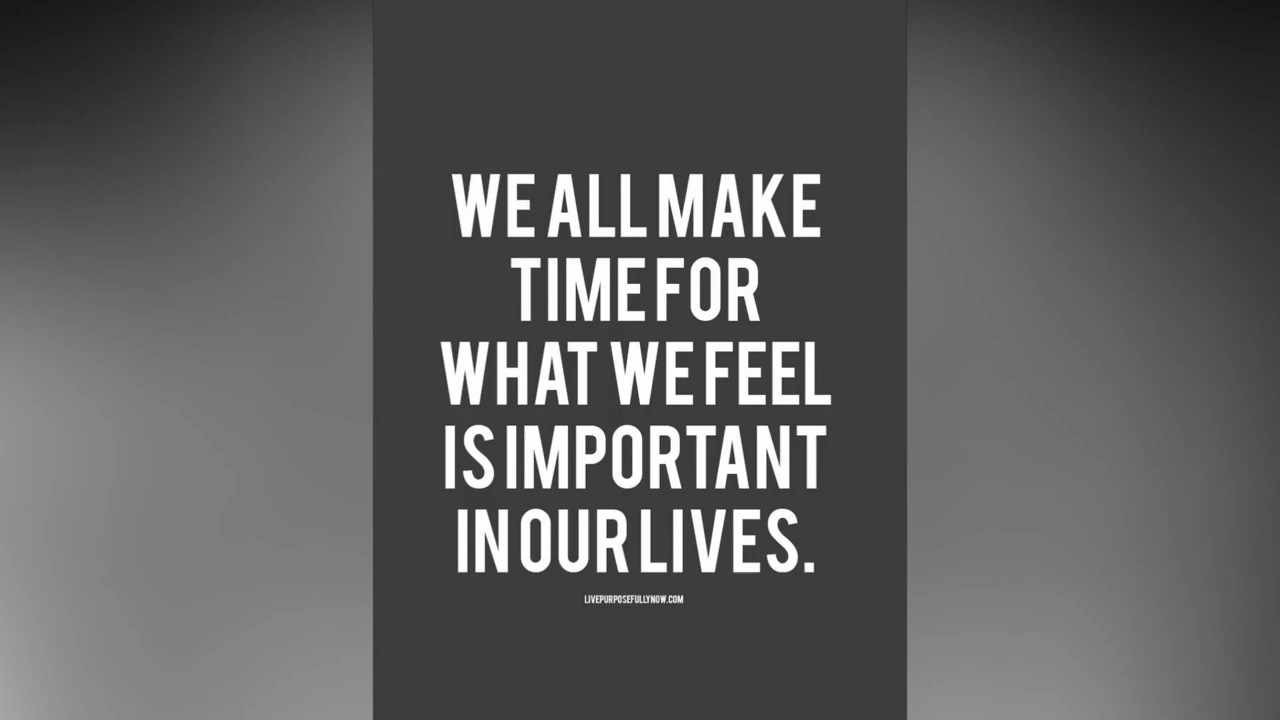 WE ALL MAKE
TIME FOR
WHAT WE FEEL
IS IMPORTANT
IN OUR LIVES.
LIVEPURPOSEFULLYNOW.COM